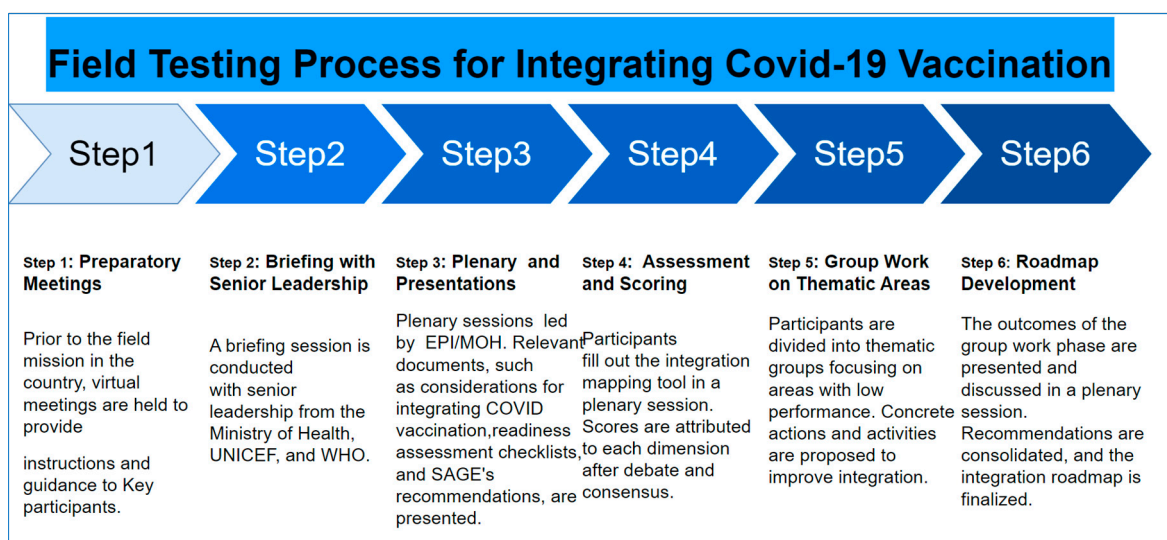 Field Testing Process for Integrating Covid-19 Vaccination
Step1
Step2
Step3
Step4
Step5
Step6
Step 1: Preparatory
Meetings
Prior to the field
mission in the
country, virtual
meetings are held to
provide
instructions and
guidance to Key
participants.
Step 2: Briefing with
Senior Leadership
A briefing session is
conducted
with senior
leadership from the
Ministry of Health,
UNICEF, and WHO.
Step 3: Plenary and
Presentations
Plenary sessions led
by EPI/MOH. Relevant
documents, such
as considerations for
integrating COVID
vaccination,readiness
assessment checklists,
and SAGE's
recommendations, are
presented.
Step 4: Assessment
and Scoring
Participants
fill out the integration
mapping tool in a
plenary session.
Scores are attributed
to each dimension
after debate and
consensus.
Step 5: Group Work
on Thematic Areas
Participants are
divided into thematic
groups focusing on
areas with low
performance. Concrete
actions and activities
are proposed to
improve integration.
Step 6: Roadmap
Development
The outcomes of the
group work phase are
presented and
discussed in a plenary
session.
Recommendations are
consolidated, and the
integration roadmap is
finalized.